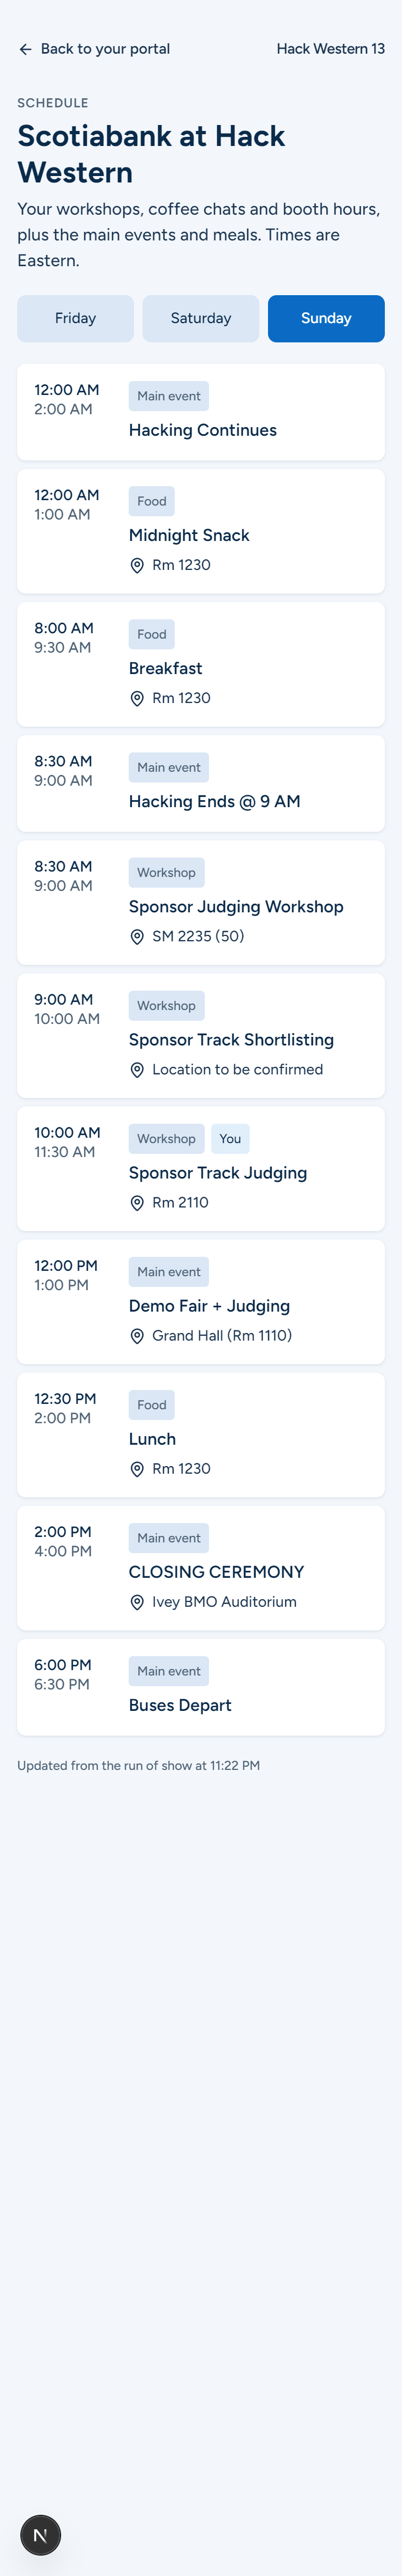 Back to your portal
Hack Western 13
SCHEDULE
Scotiabank at Hack
Western
Your workshops, coffee chats and booth hours,
plus the main events and meals. Times are
Eastern.
Friday
Saturday
Sunday
12:00 AM
2:00 AM
Main event
Hacking Continues
12:00 AM
1:00 AM
Food
Midnight Snack
Rm 1230
8:00 AM
9:30 AM
Food
Breakfast
Rm 1230
8:30 AM
9:00 AM
Main event
Hacking Ends @ 9 AM
8:30 AM
9:00 AM
Workshop
Sponsor Judging Workshop
SM 2235 (50)
9:00 AM
10:00 AM
Workshop
Sponsor Track Shortlisting
Location to be confirmed
10:00 AM
11:30 AM
Workshop
You
Sponsor Track Judging
Rm 2110
12:00 PM
1:00 PM
Main event
Demo Fair + Judging
Grand Hall (Rm 1110)
12:30 PM
2:00 PM
Food
Lunch
Rm 1230
2:00 PM
4:00 PM
Main event
CLOSING CEREMONY
Ivey BMO Auditorium
6:00 PM
6:30 PM
Main event
Buses Depart
Updated from the run of show at 11:22 PM
N